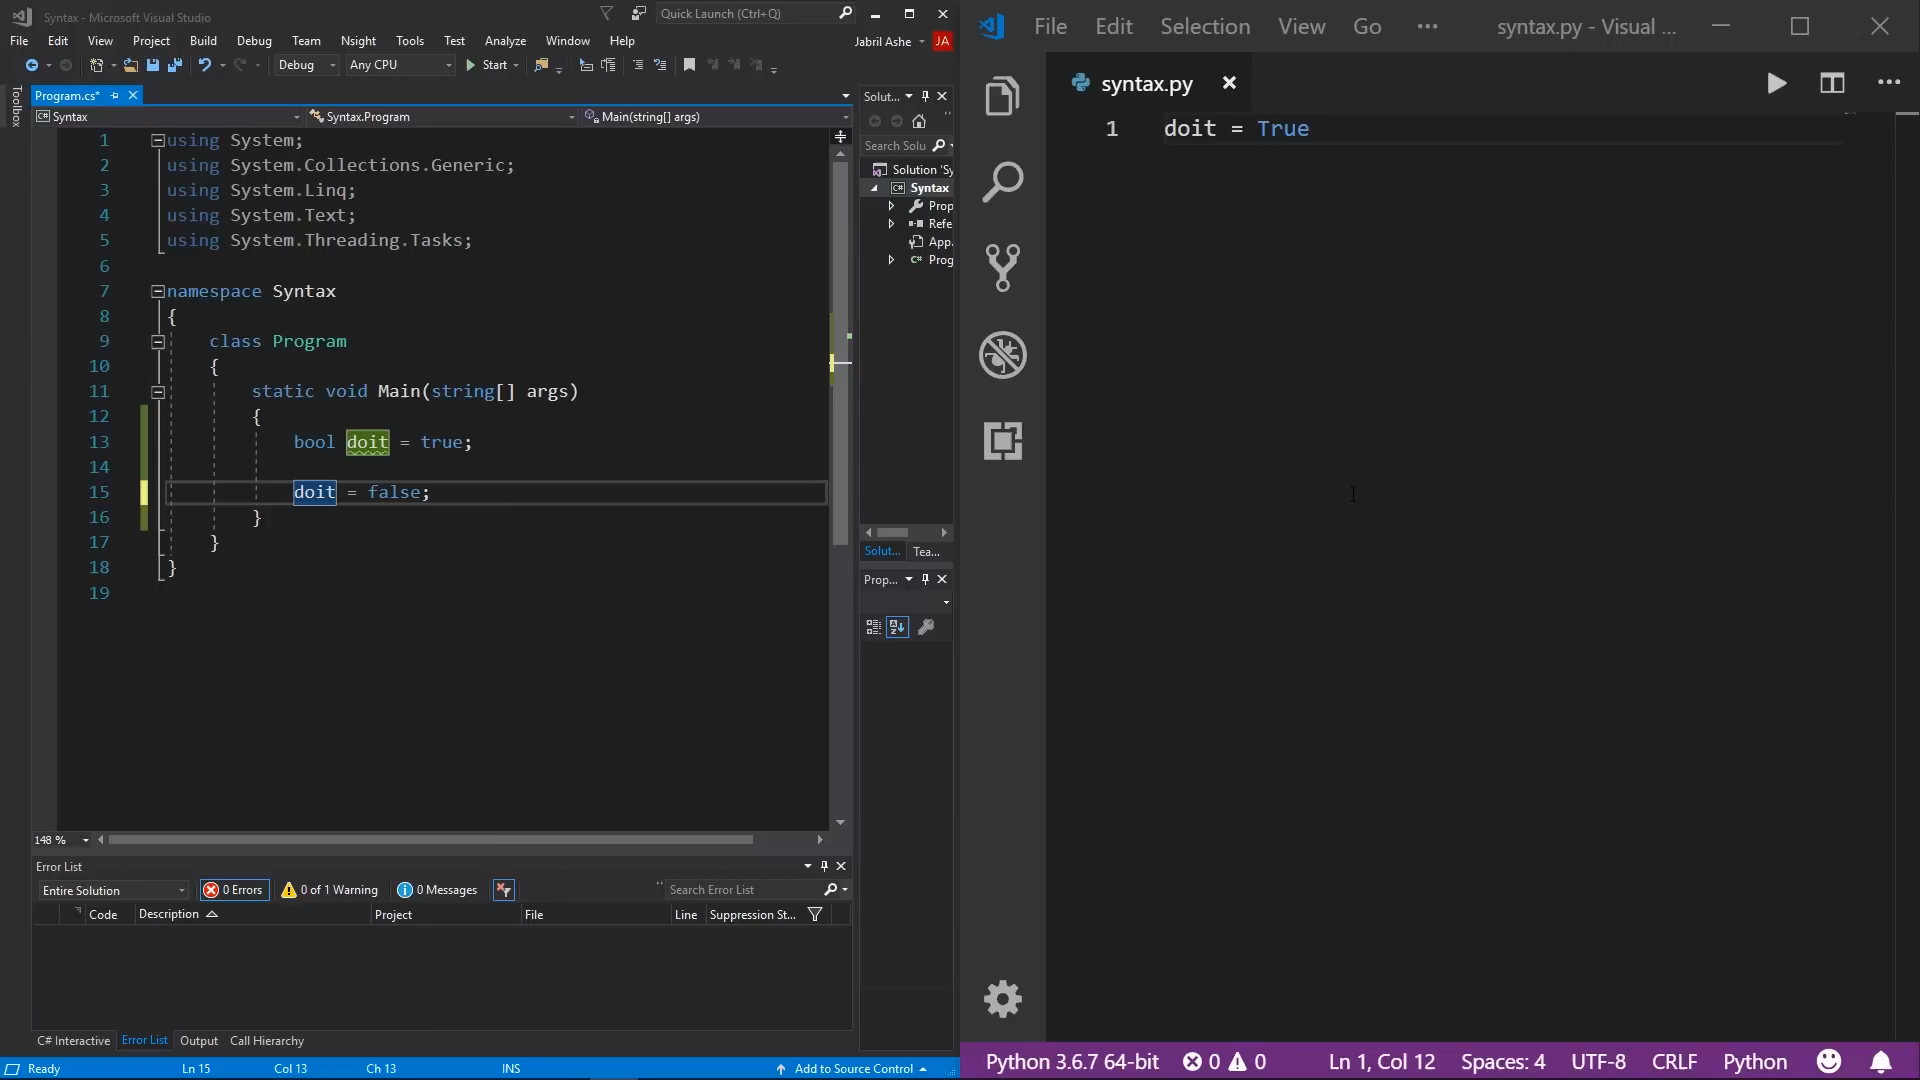 Syntax - Microsoft Visual Studio
Quick Launch (Ctrl+Q)
File Edit View Project Build Debug Team Nsight Tools Test Analyze Window Help
Jabril Ashe JA
Debug Any CPU Start
Toolbox
Program.cs*
Syntax Syntax.Program Main(string[] args)
1 using System;
2 using System.Collections.Generic;
3 using System.Linq;
4 using System.Text;
5 using System.Threading.Tasks;
6
7 namespace Syntax
8 {
9 class Program
10 {
11 static void Main(string[] args)
12 {
13 bool doit = true;
14
15 doit = false;
16 }
17 }
18 }
19
148 %
Solut...
Search Solu
Solution 'Sy
C# Syntax
Prop
Refe
App.
C# Prog
Solut... Tea...
Prop...
Error List
Entire Solution 0 Errors 0 of 1 Warning 0 Messages Search Error List
Code Description Project File Line Suppression St...
C# Interactive Error List Output Call Hierarchy
Ready Ln 15 Col 13 Ch 13 INS Add to Source Control
File Edit Selection View Go ··· syntax.py - Visual ...
syntax.py
1 doit = True
Python 3.6.7 64-bit 0 0 Ln 1, Col 12 Spaces: 4 UTF-8 CRLF Python